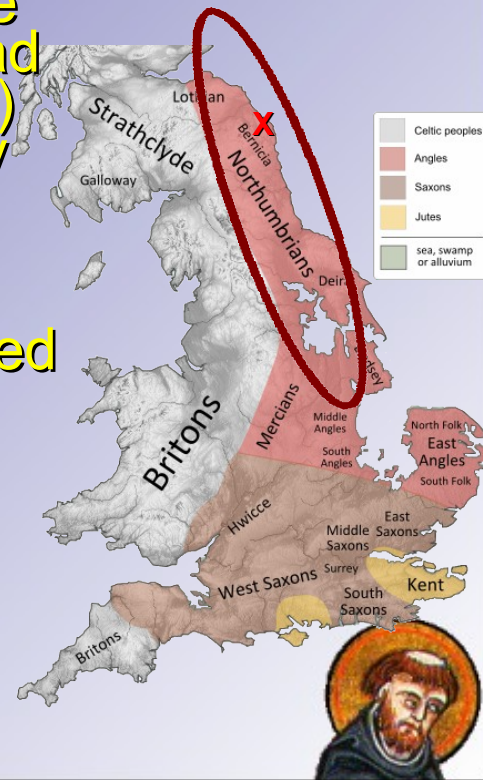 e
ad
)
y
ed
Lothian
Strathclyde
X
Bernicia
Galloway
Northumbrians
Deira
Mercians
Middle
Angles
South
Angles
North Folk
East
Angles
South Folk
Britons
Hwicce
East
Saxons
Middle
Saxons
Surrey
West Saxons
Kent
South
Saxons
Britons
Celtic peoples
Angles
Saxons
Jutes
sea, swamp
or alluvium